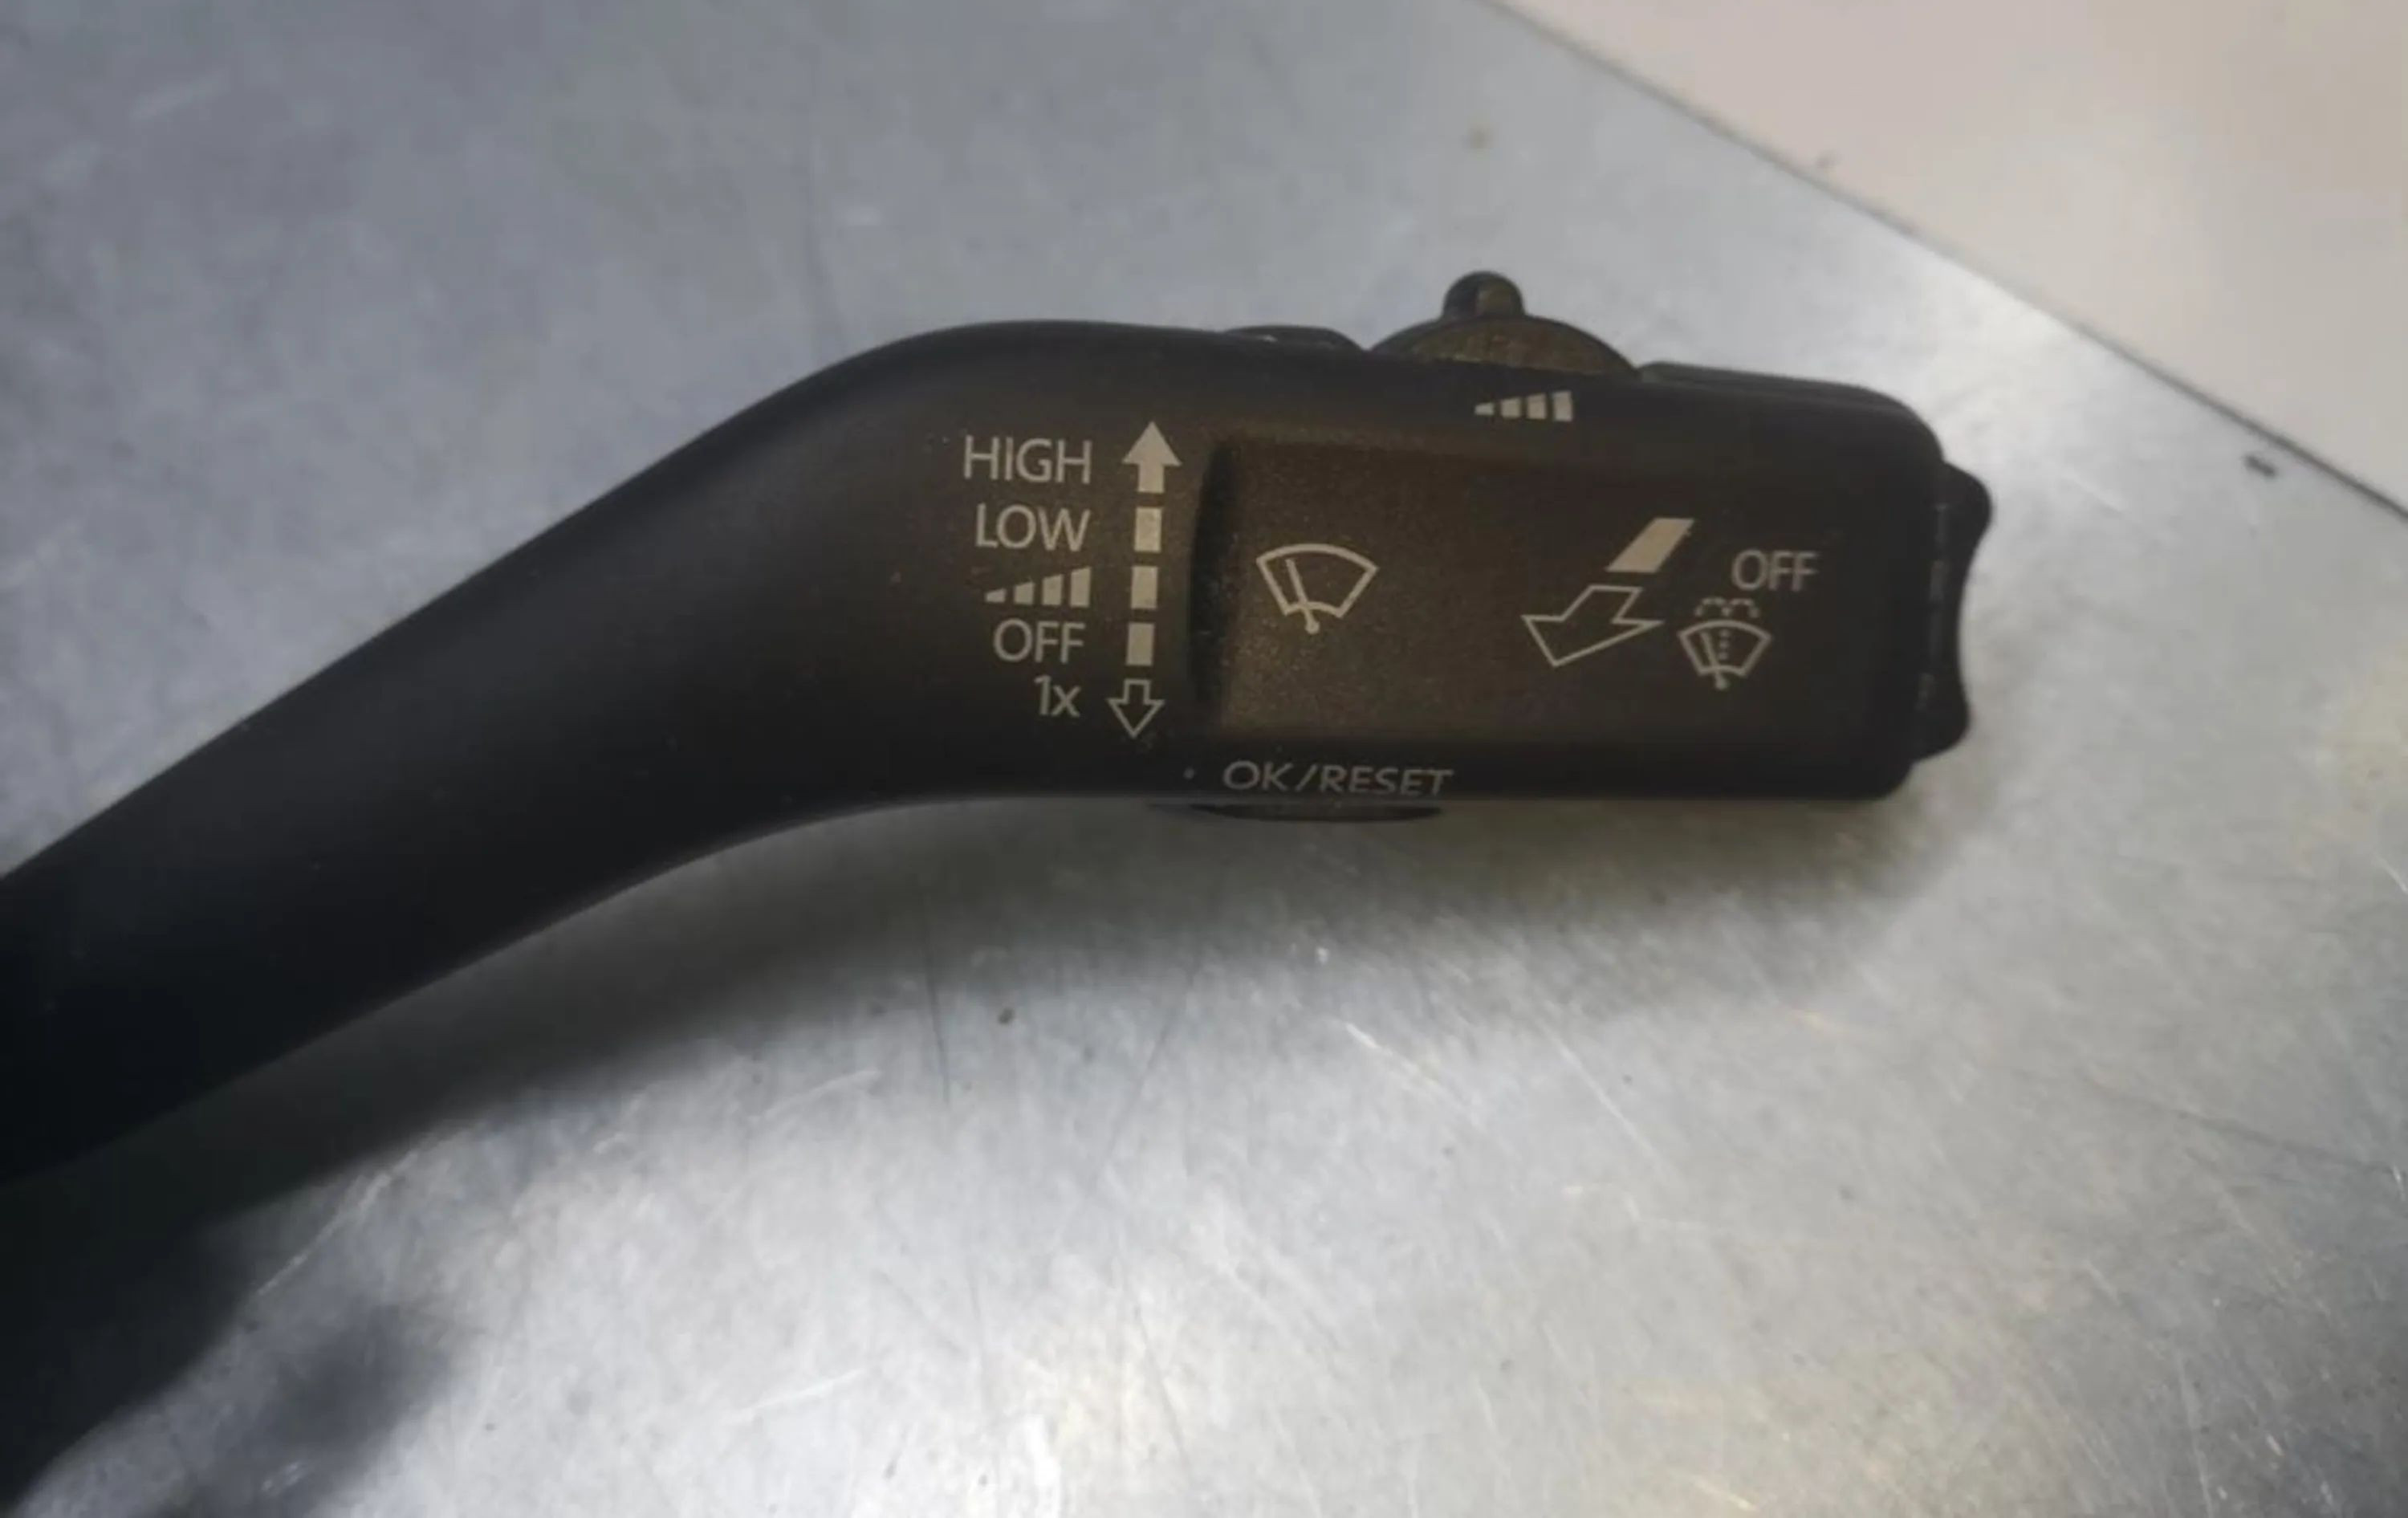 HIGH
LOW
OFF
1x
OFF
OK/RESET